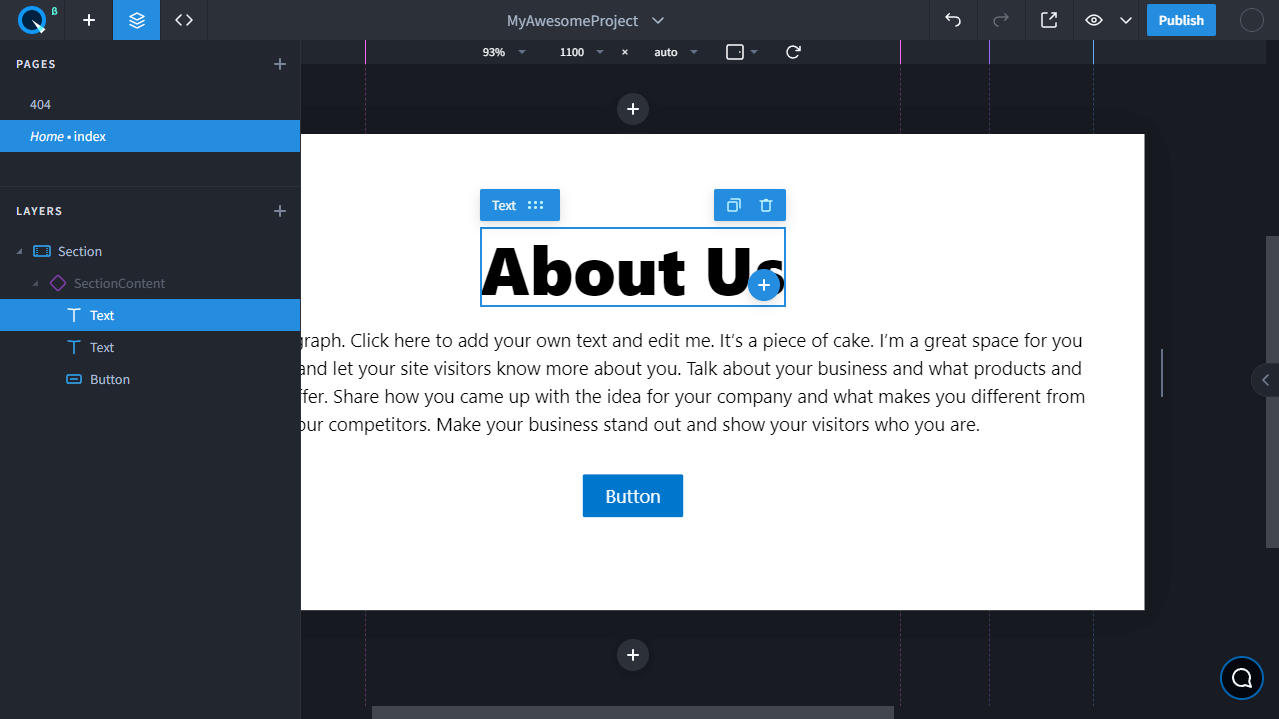 β
MyAwesomeProject
Publish
PAGES
93% 1100 × auto
404
Home • index
LAYERS
Section
SectionContent
Text
Text
Button
Text
About Us
graph. Click here to add your own text and edit me. It's a piece of cake. I'm a great space for you
and let your site visitors know more about you. Talk about your business and what products and
ffer. Share how you came up with the idea for your company and what makes you different from
our competitors. Make your business stand out and show your visitors who you are.
Button